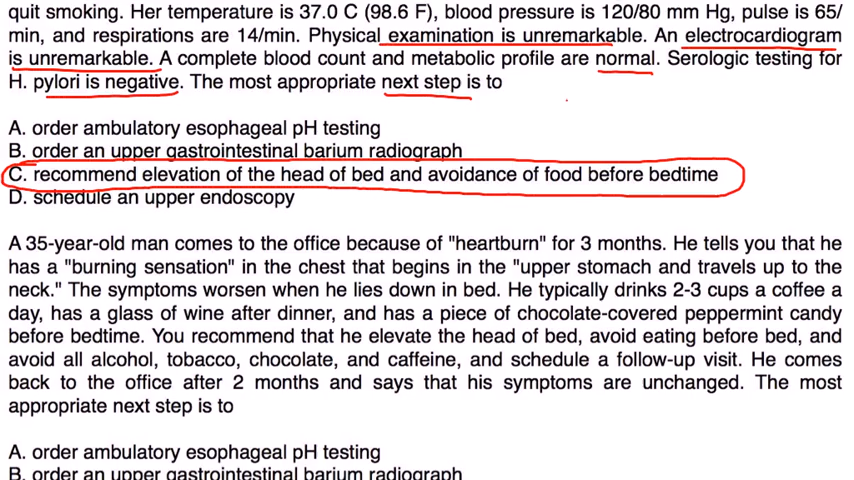 quit smoking. Her temperature is 37.0 C (98.6 F), blood pressure is 120/80 mm Hg, pulse is 65/
min, and respirations are 14/min. Physical examination is unremarkable. An electrocardiogram
is unremarkable. A complete blood count and metabolic profile are normal. Serologic testing for
H. pylori is negative. The most appropriate next step is to
A. order ambulatory esophageal pH testing
B. order an upper gastrointestinal barium radiograph
C. recommend elevation of the head of bed and avoidance of food before bedtime
D. schedule an upper endoscopy
A 35-year-old man comes to the office because of "heartburn" for 3 months. He tells you that he
has a "burning sensation" in the chest that begins in the "upper stomach and travels up to the
neck." The symptoms worsen when he lies down in bed. He typically drinks 2-3 cups a coffee a
day, has a glass of wine after dinner, and has a piece of chocolate-covered peppermint candy
before bedtime. You recommend that he elevate the head of bed, avoid eating before bed, and
avoid all alcohol, tobacco, chocolate, and caffeine, and schedule a follow-up visit. He comes
back to the office after 2 months and says that his symptoms are unchanged. The most
appropriate next step is to
A. order ambulatory esophageal pH testing
B. order an upper gastrointestinal barium radiograph